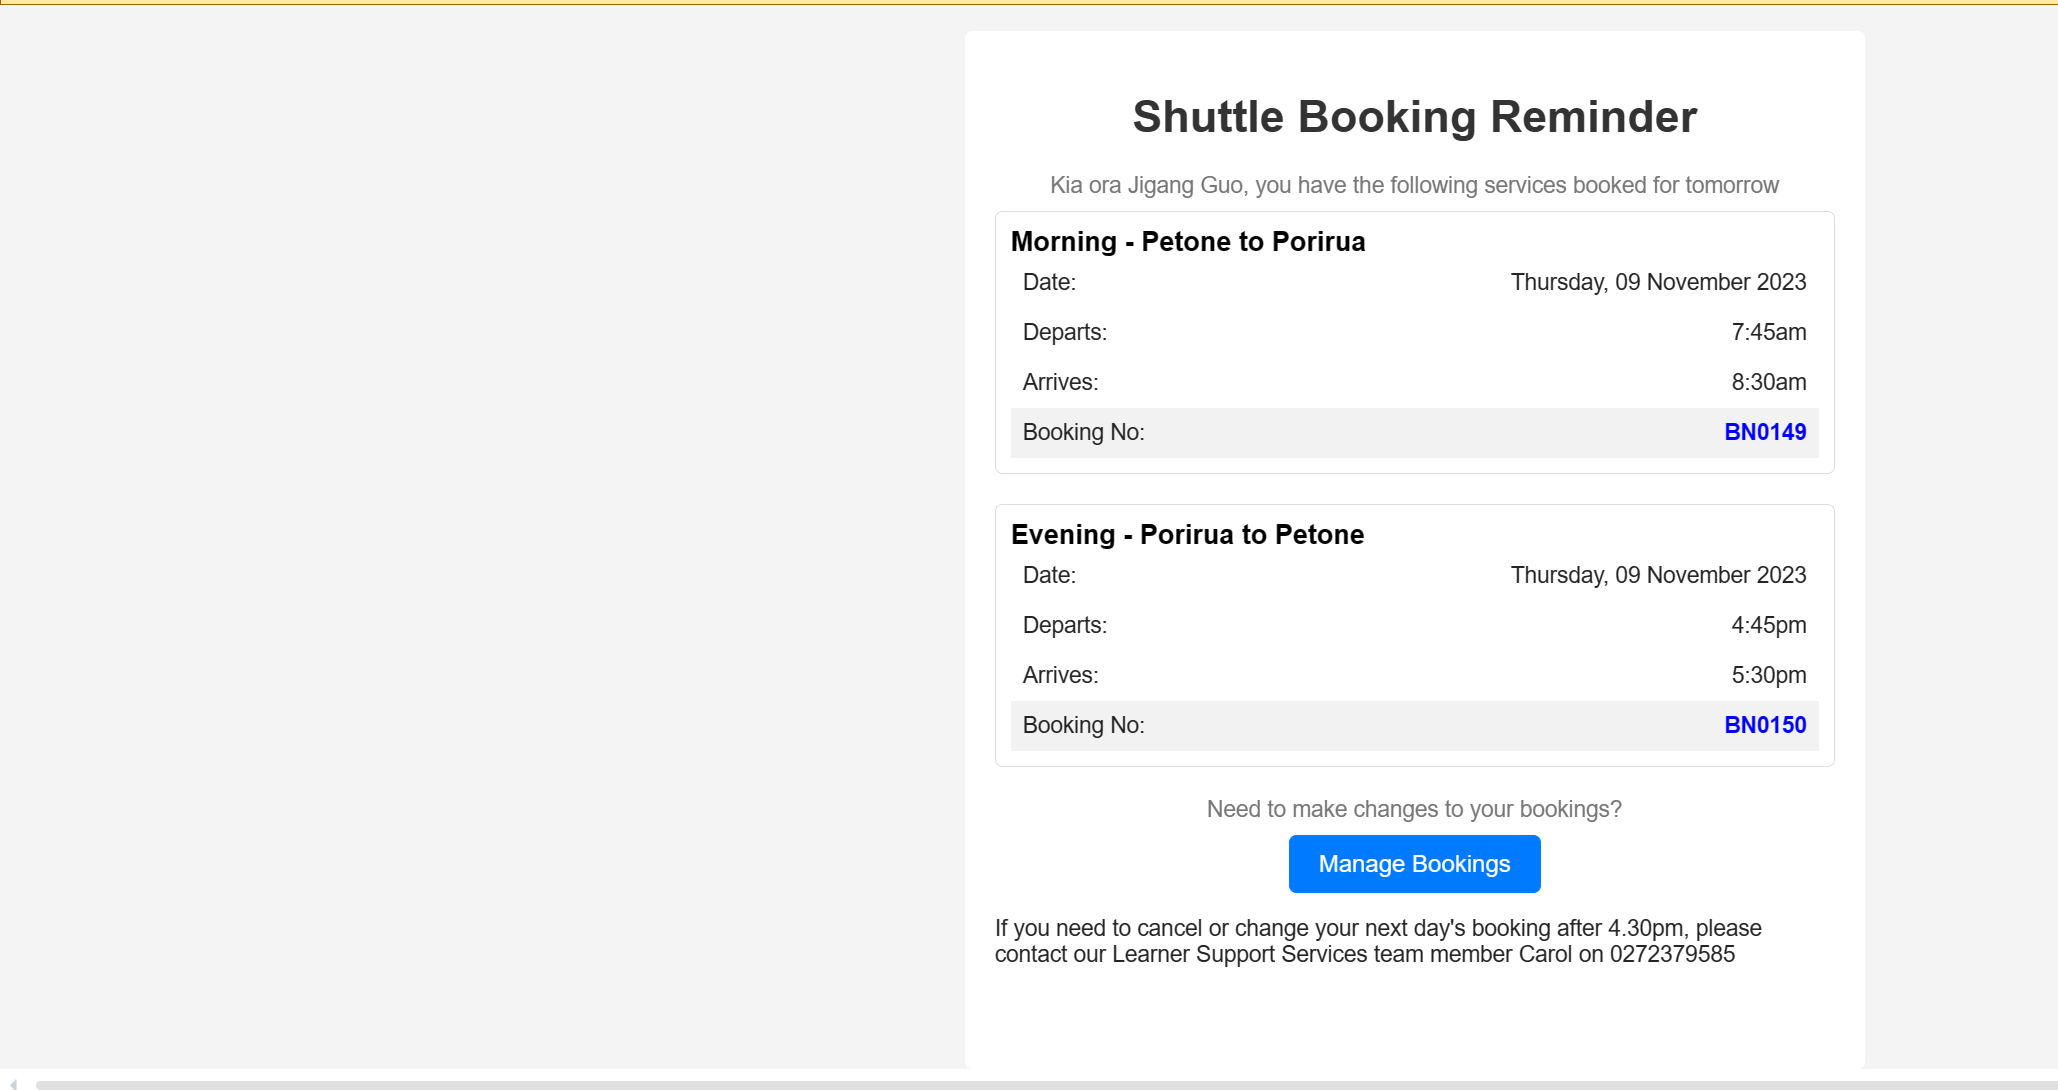 Shuttle Booking Reminder
Kia ora Jigang Guo, you have the following services booked for tomorrow
Morning - Petone to Porirua
Date: Thursday, 09 November 2023
Departs: 7:45am
Arrives: 8:30am
Booking No: BN0149
Evening - Porirua to Petone
Date: Thursday, 09 November 2023
Departs: 4:45pm
Arrives: 5:30pm
Booking No: BN0150
Need to make changes to your bookings?
Manage Bookings
If you need to cancel or change your next day's booking after 4.30pm, please
contact our Learner Support Services team member Carol on 0272379585